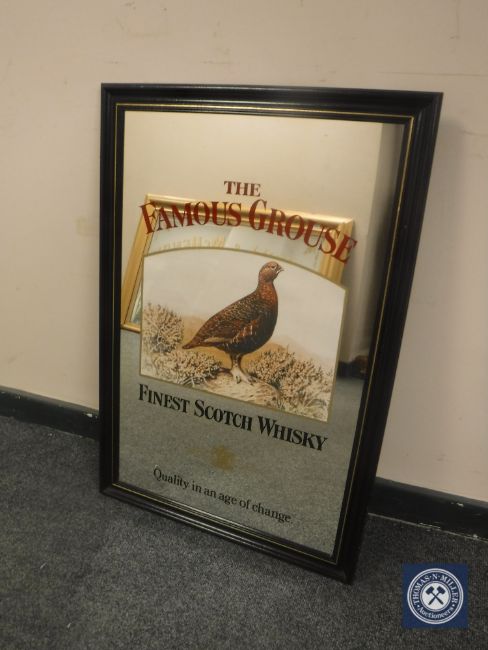 THE
FAMOUS GROUSE
FINEST SCOTCH WHISKY
Quality in an age of change.
THOMAS·N·MILLER
Auctioneers